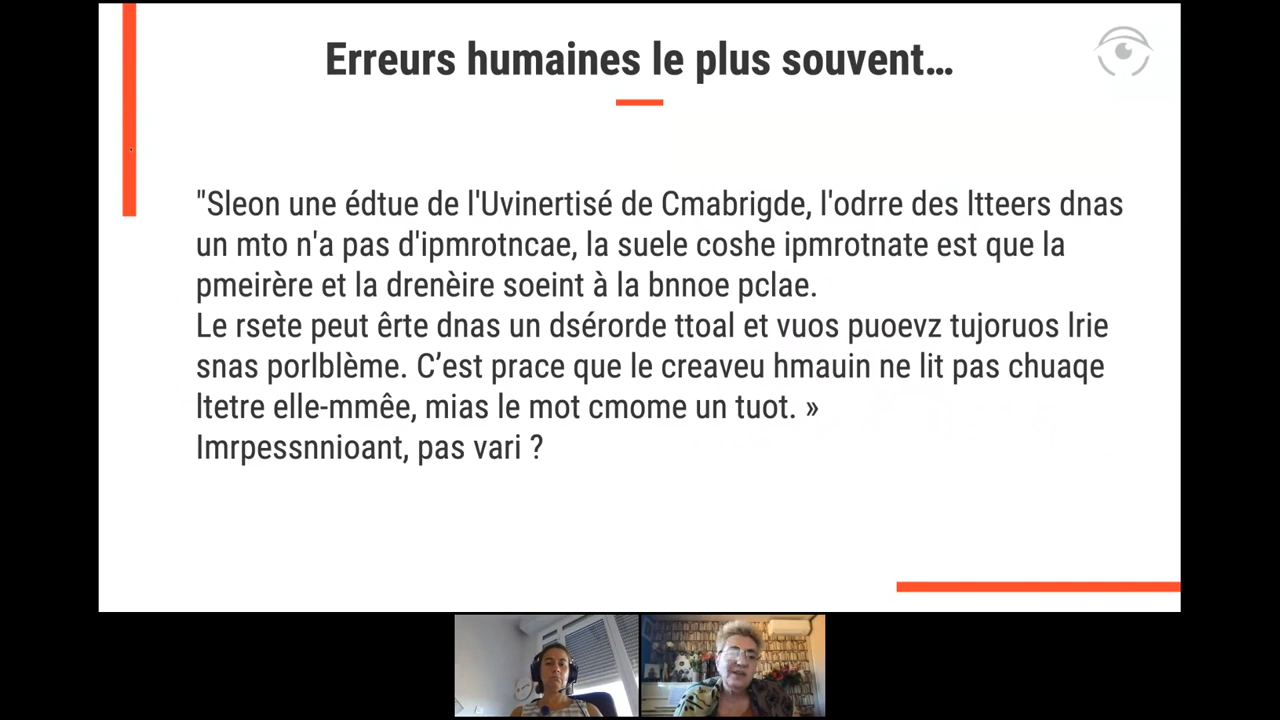 Erreurs humaines le plus souvent…
"Sleon une édtue de l'Uvinertisé de Cmabrigde, l'odrre des ltteers dnas
un mto n'a pas d'ipmrotncae, la suele coshe ipmrotnate est que la
pmeirère et la drenèire soeint à la bnnoe pclae.
Le rsete peut êrte dnas un dsérorde ttoal et vuos puoevz tujoruos lrie
snas porlblème. C’est prace que le creaveu hmauin ne lit pas chuaqe
ltetre elle-mmêe, mias le mot cmome un tuot. »
Imrpessnnioant, pas vari ?